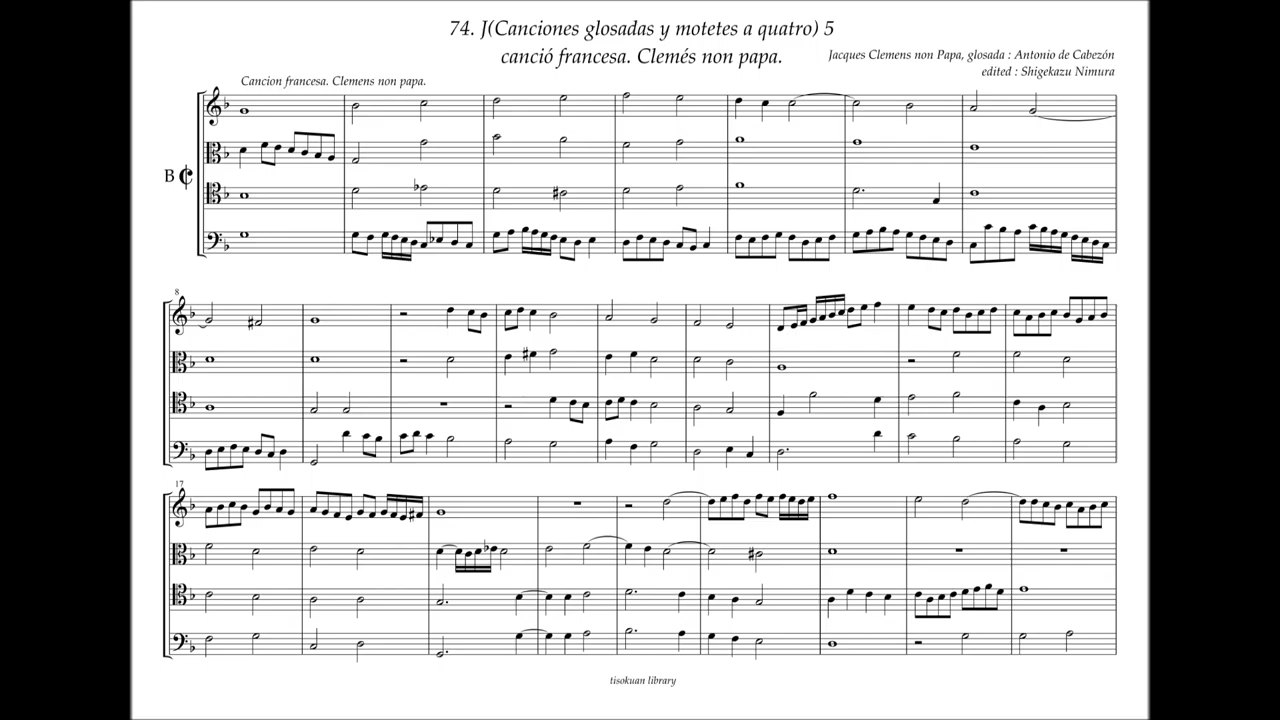 74. J(Canciones glosadas y motetes a quatro) 5
canció francesa. Clemés non papa.
Jacques Clemens non Papa, glosada : Antonio de Cabezón
edited : Shigekazu Nimura
Cancion francesa. Clemens non papa.
B
8
17
tisokuan library